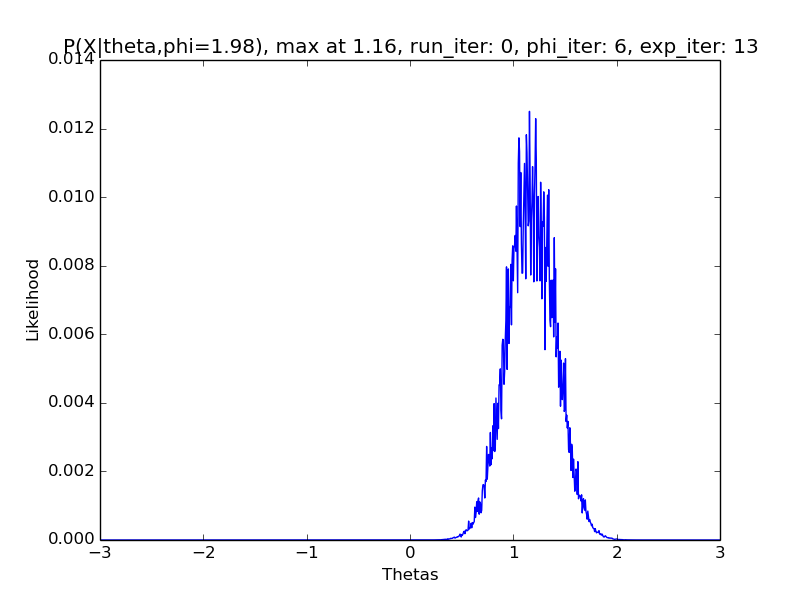 P(X|theta,phi=1.98), max at 1.16, run_iter: 0, phi_iter: 6, exp_iter: 13
0.014
0.012
0.010
0.008
0.006
0.004
0.002
0.000
Likelihood
−3 −2 −1 0 1 2 3
Thetas